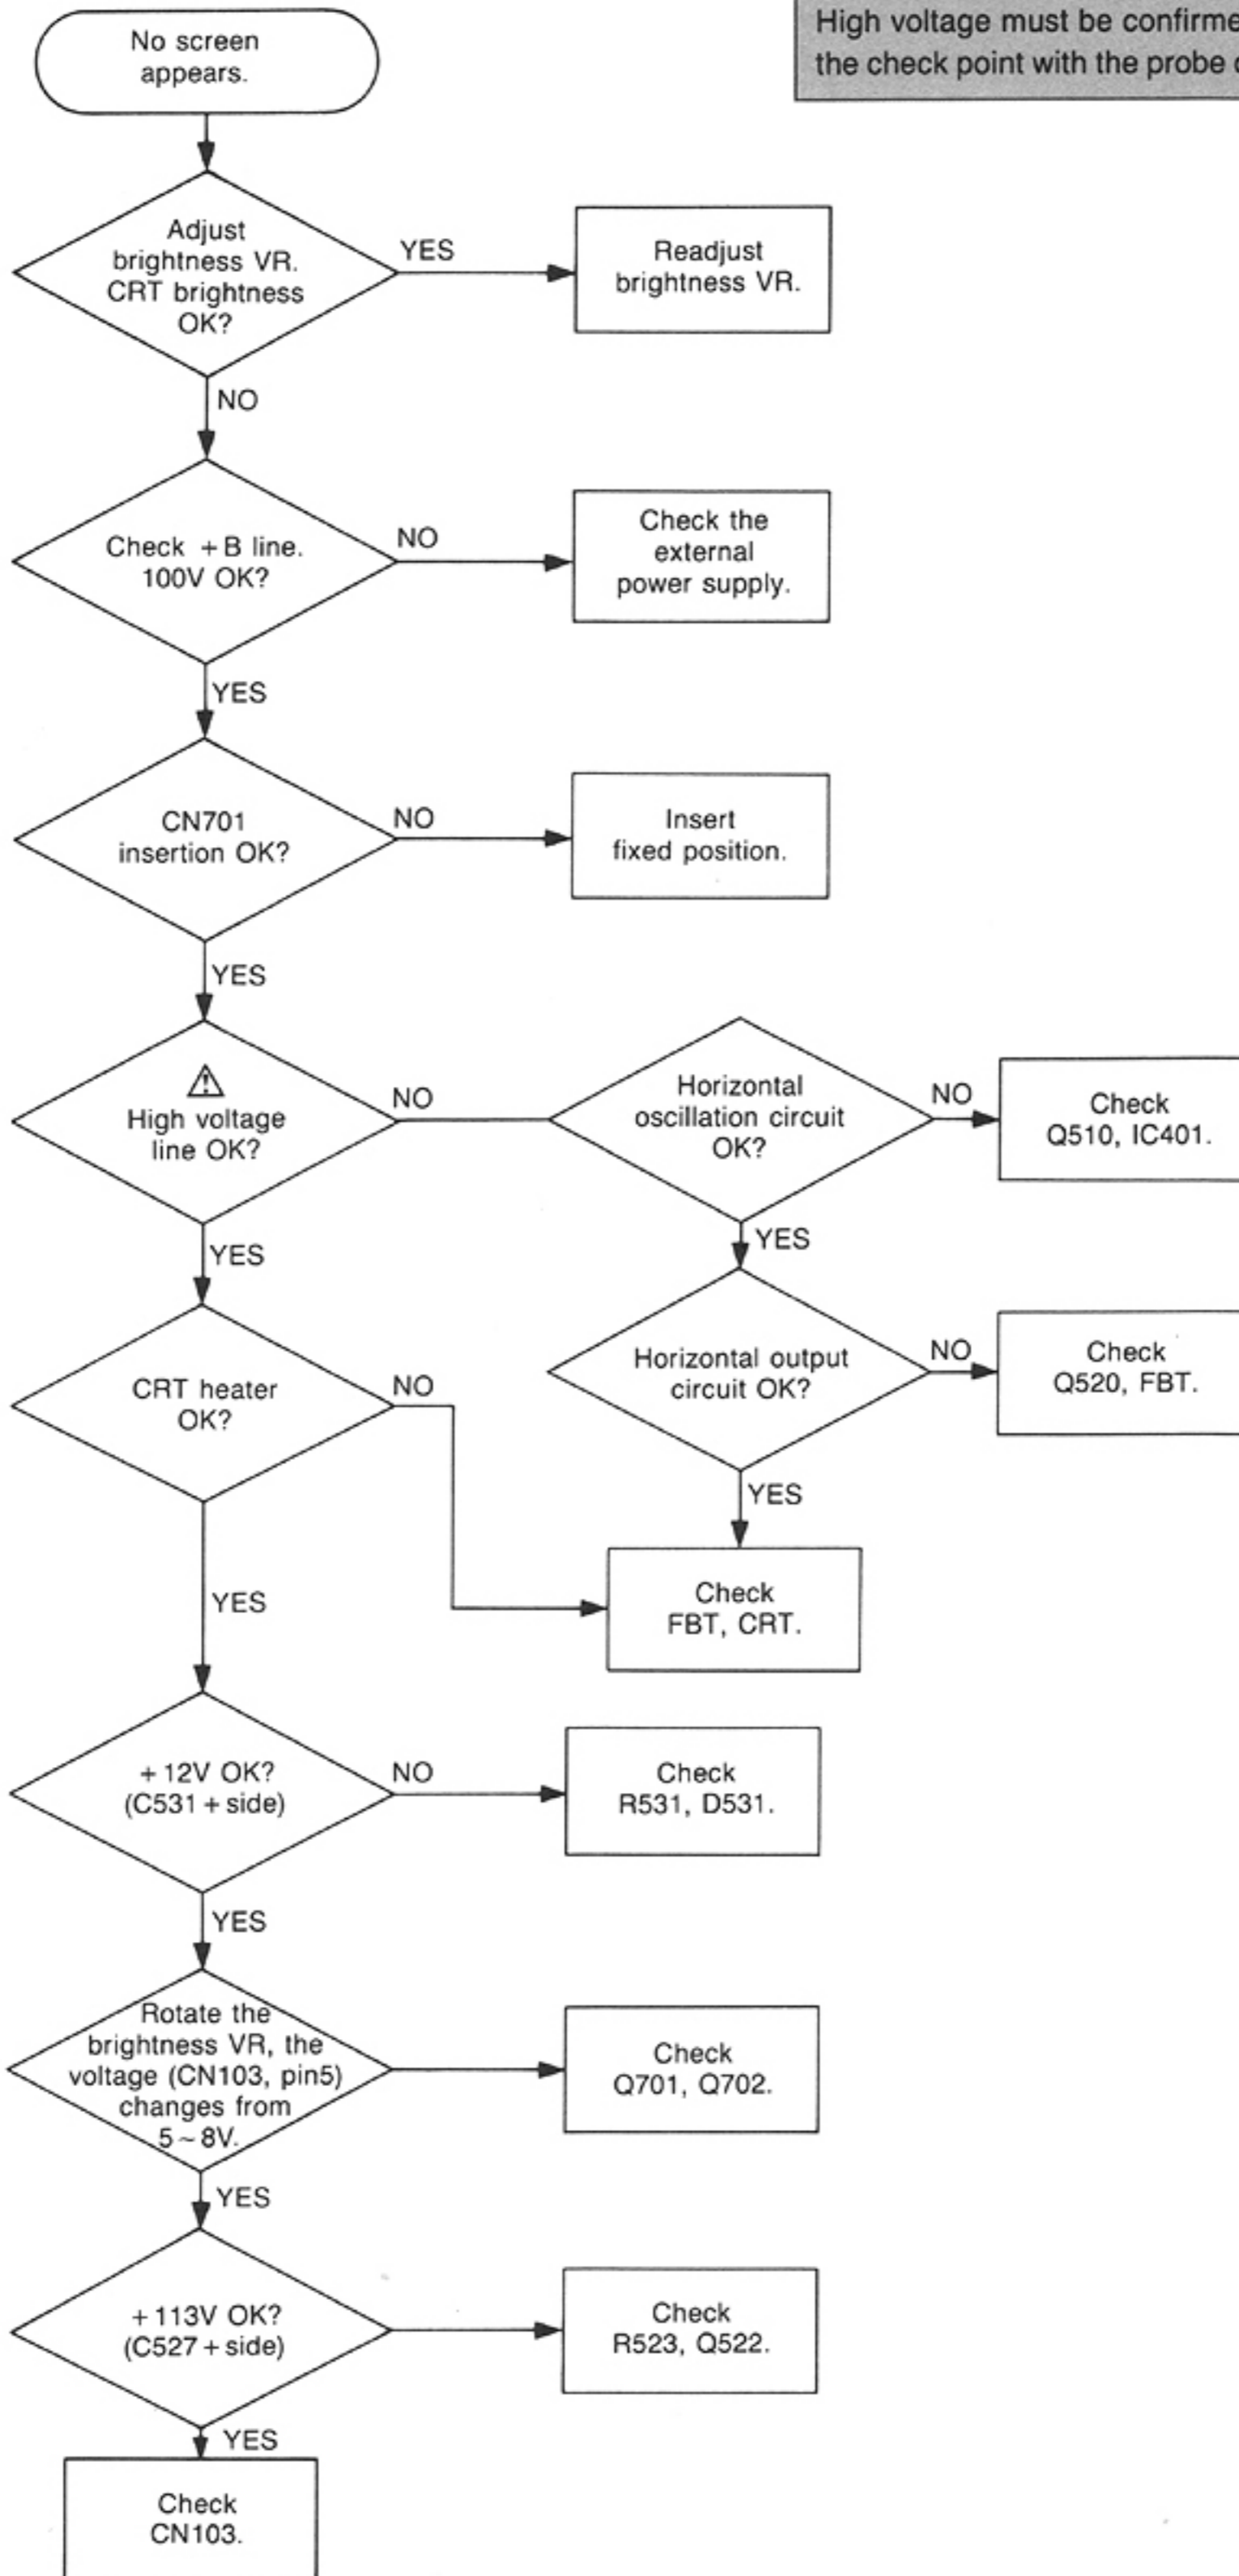 High voltage must be confirme
the check point with the probe
No screen
appears.
Adjust
brightness VR.
CRT brightness
OK?
YES
Readjust
brightness VR.
NO
Check +B line.
100V OK?
NO
Check the
external
power supply.
YES
CN701
insertion OK?
NO
Insert
fixed position.
YES
High voltage
line OK?
NO
Horizontal
oscillation circuit
OK?
NO
Check
Q510, IC401.
YES
YES
CRT heater
OK?
NO
Horizontal output
circuit OK?
NO
Check
Q520, FBT.
YES
YES
Check
FBT, CRT.
+12V OK?
(C531 + side)
NO
Check
R531, D531.
YES
Rotate the
brightness VR, the
voltage (CN103, pin5)
changes from
5~8V.
Check
Q701, Q702.
YES
+113V OK?
(C527 + side)
Check
R523, Q522.
YES
Check
CN103.